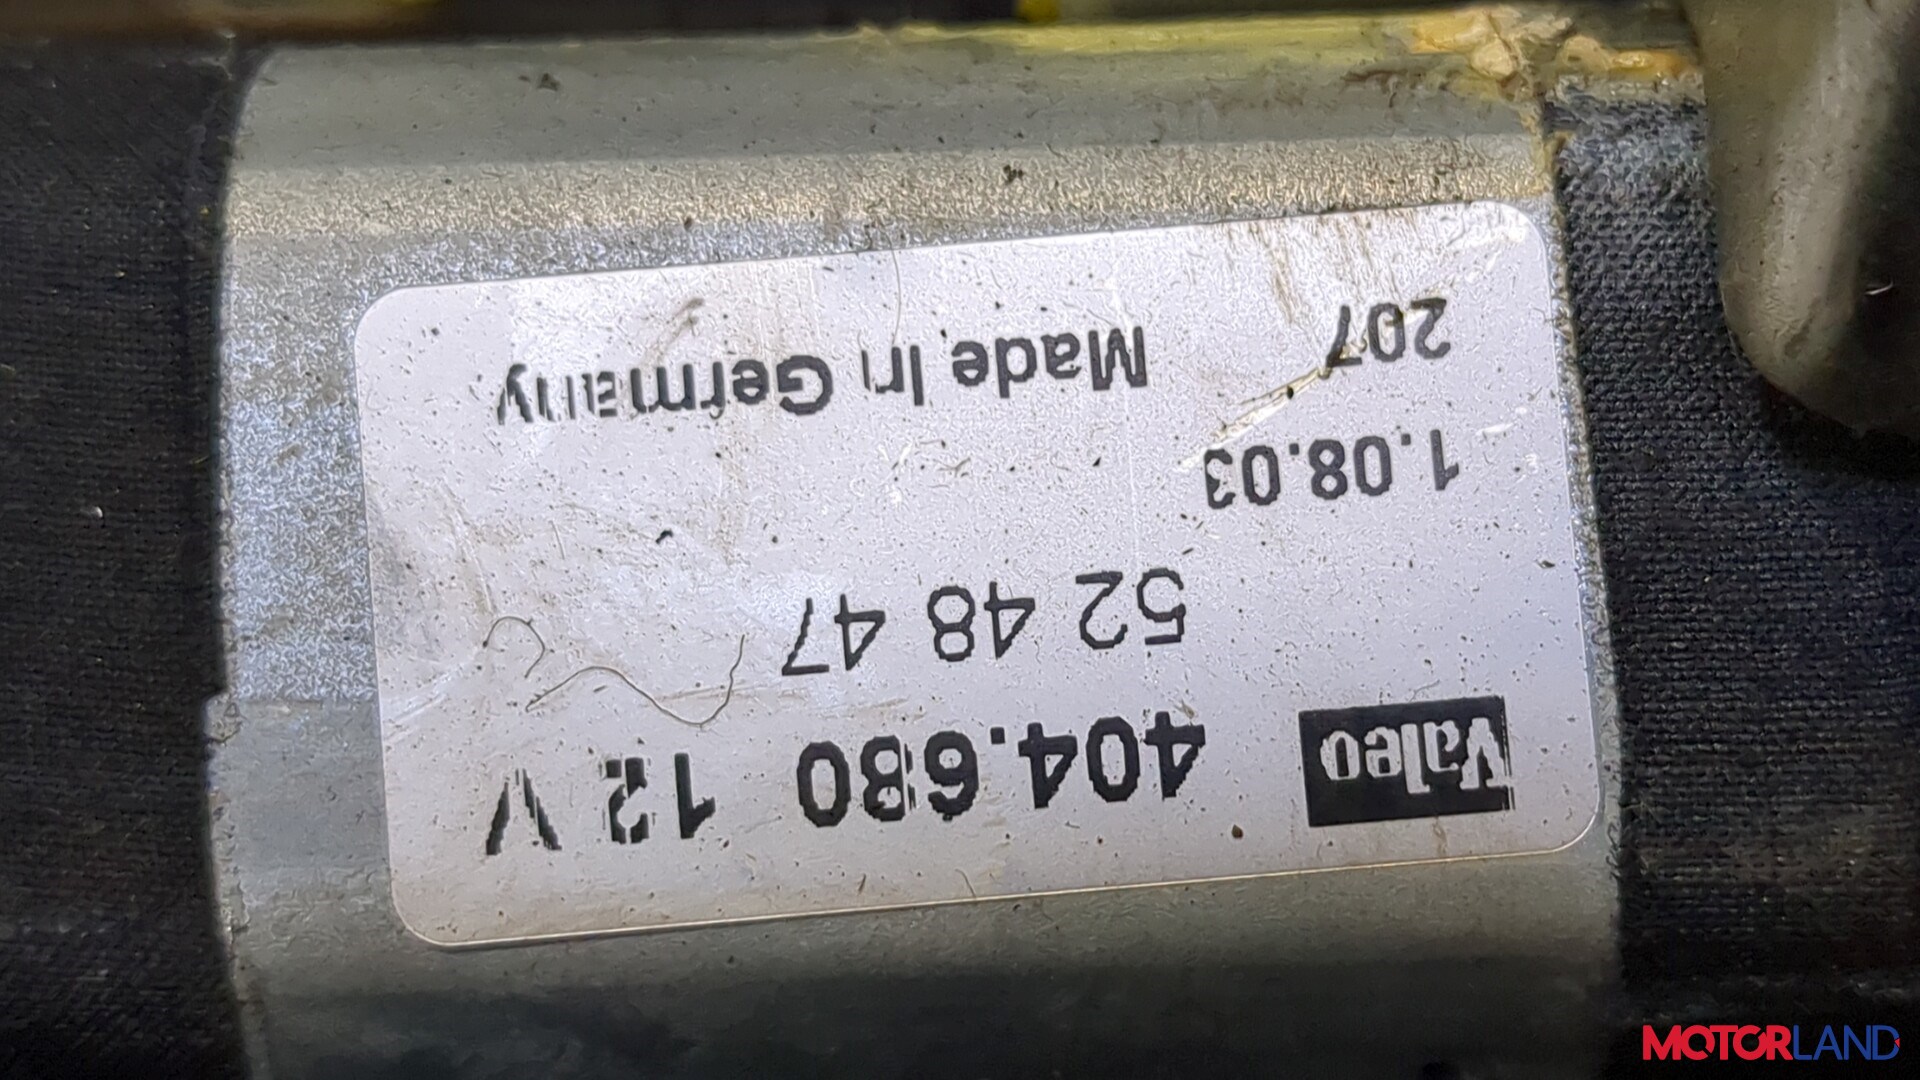 Valeo 404.680 12 V
52 48 47
1.08.03
207 Made In Germany
MOTORLAND